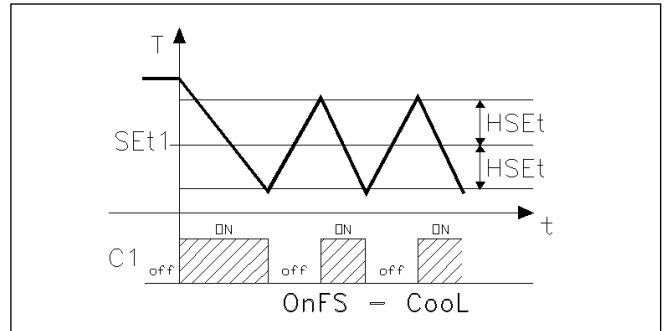 T
HSEt
SEt1
HSEt
t
ON ON ON
C1 off off off
OnFS - CooL